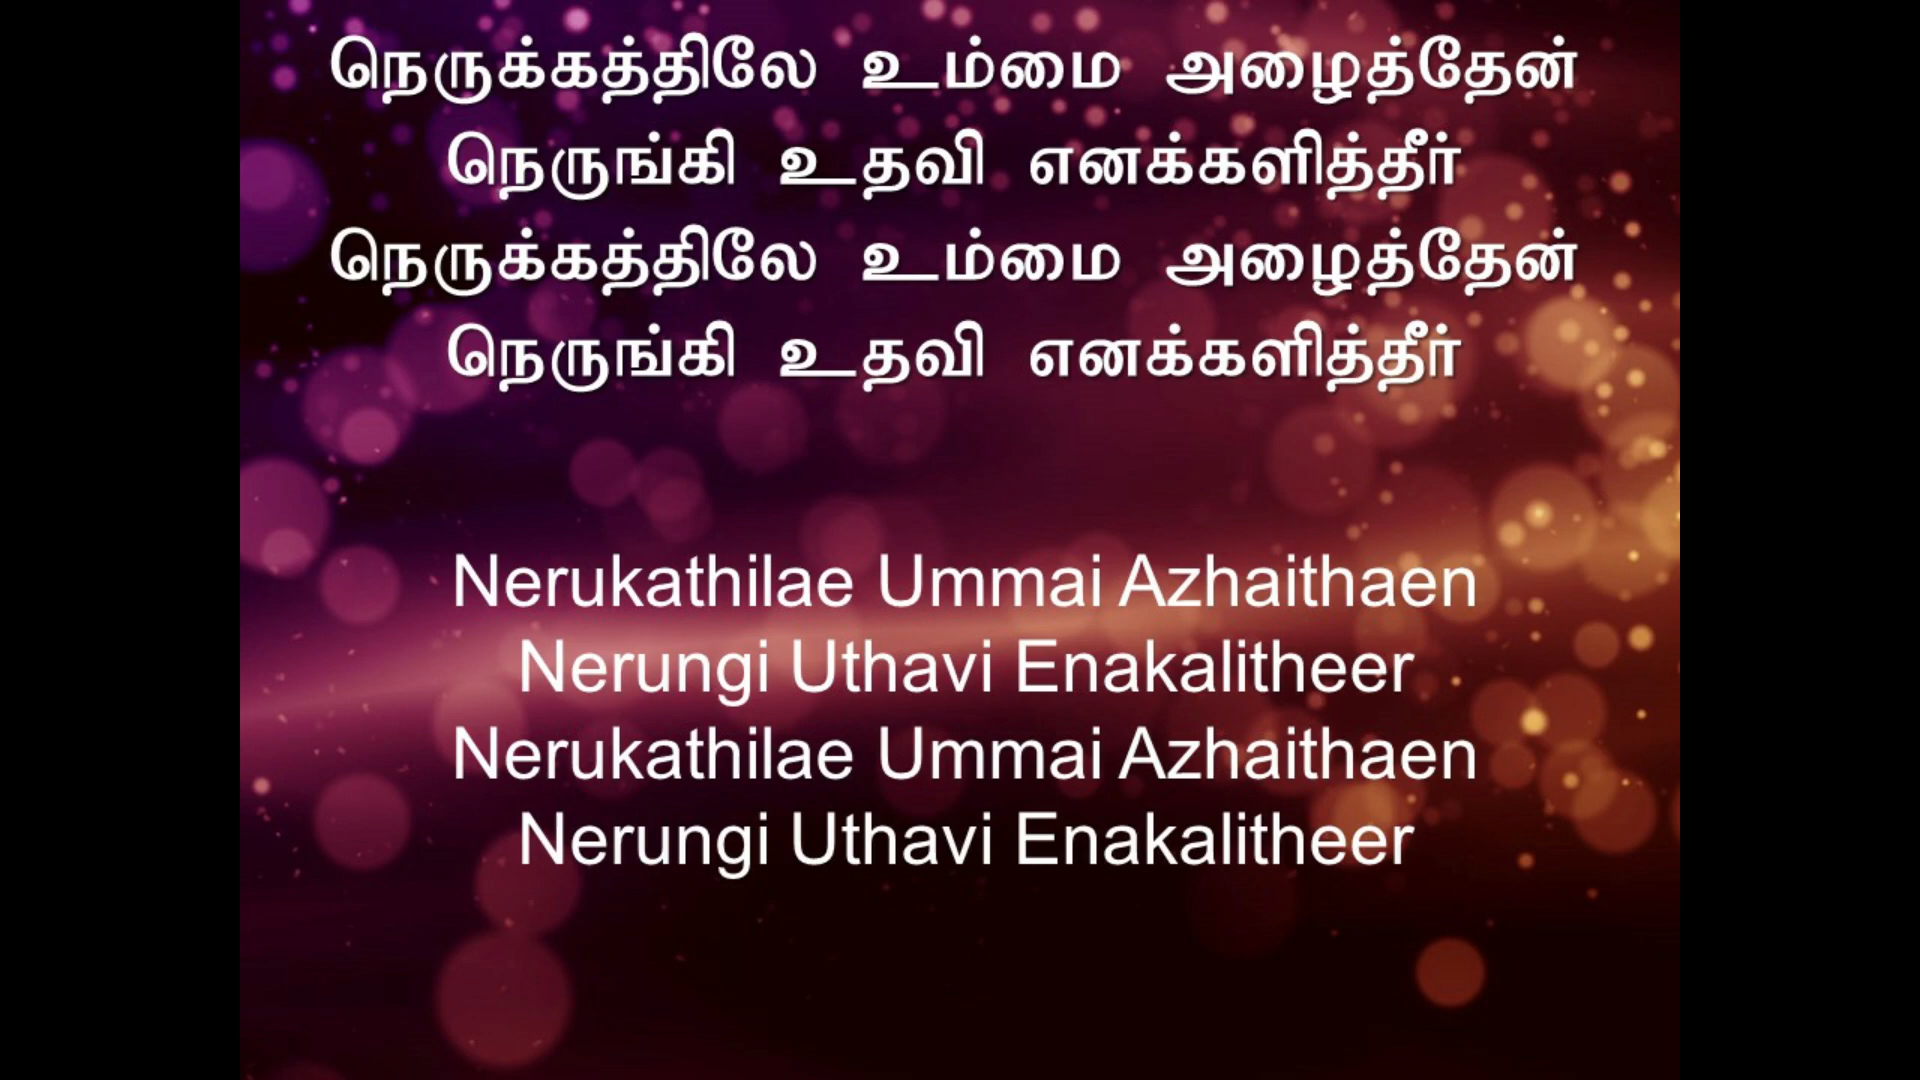 நெருக்கத்திலே உம்மை அழைத்தேன்
நெருங்கி உதவி எனக்களித்தீர்
நெருக்கத்திலே உம்மை அழைத்தேன்
நெருங்கி உதவி எனக்களித்தீர்
Nerukathilae Ummai Azhaithaen
Nerungi Uthavi Enakalitheer
Nerukathilae Ummai Azhaithaen
Nerungi Uthavi Enakalitheer